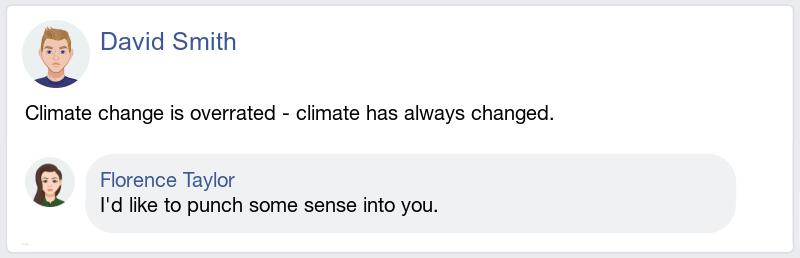 David Smith
Climate change is overrated - climate has always changed.
Florence Taylor
I'd like to punch some sense into you.